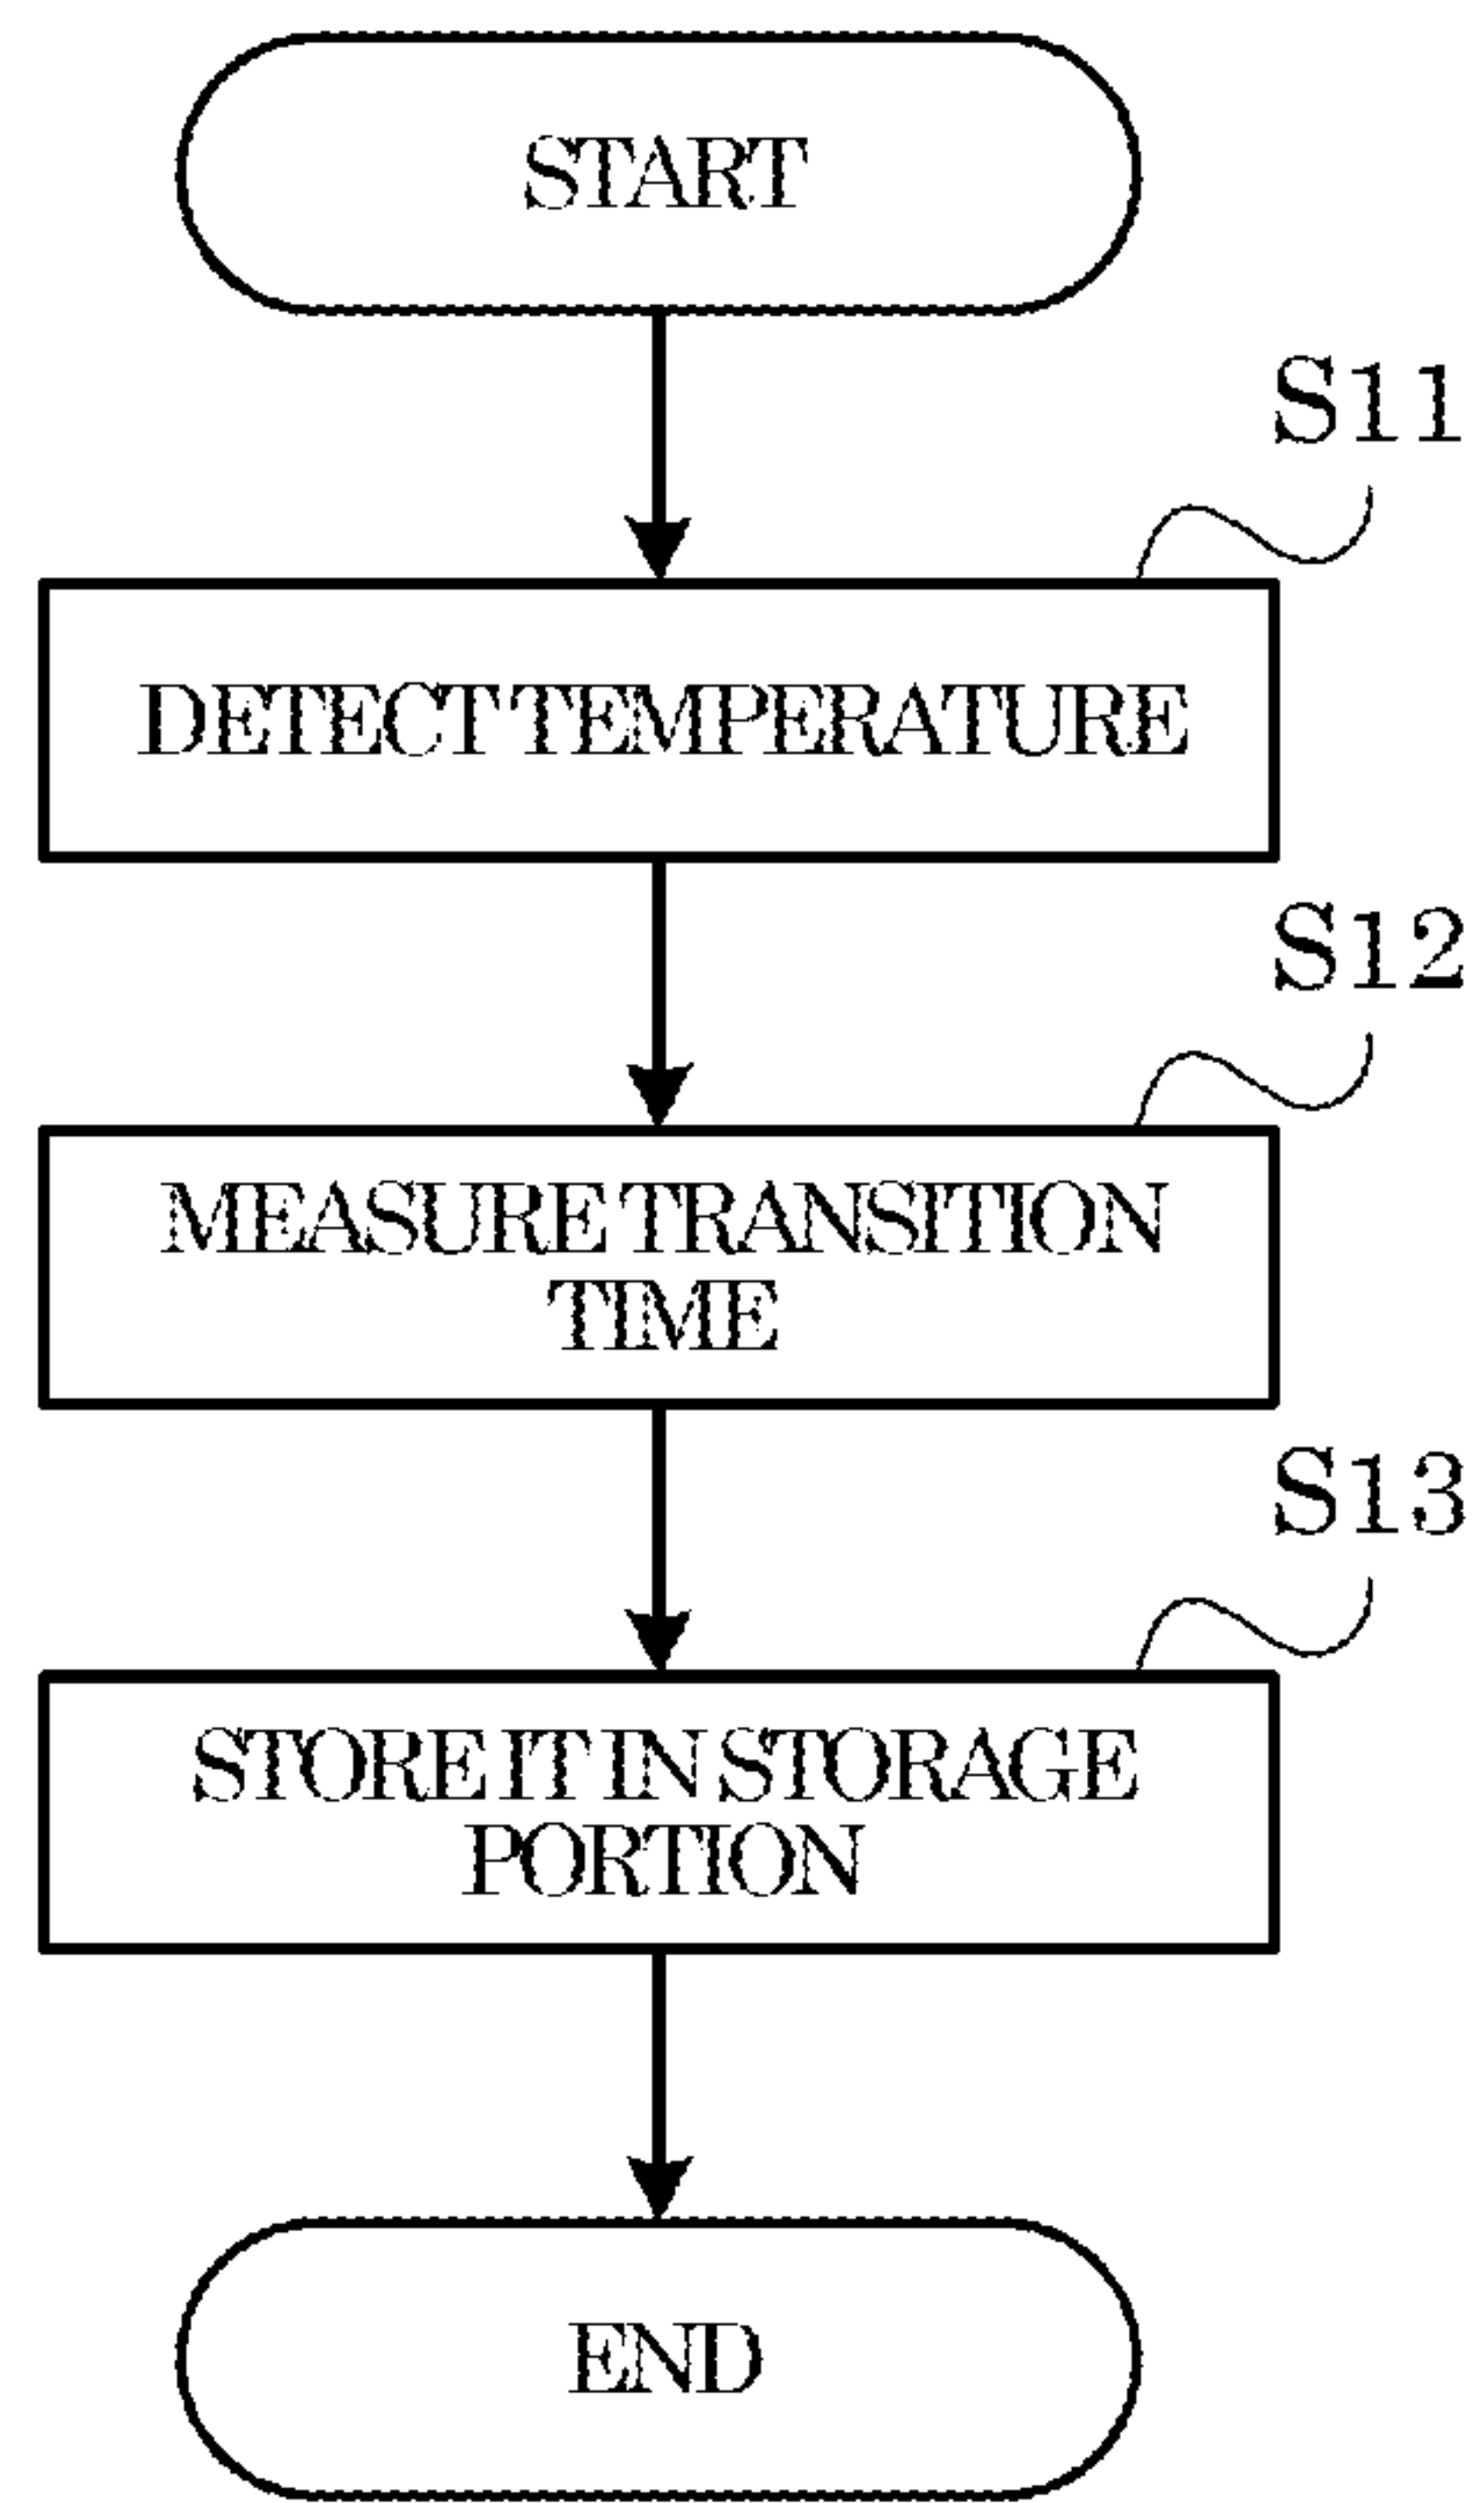 START
S11
DETECT TEMPERATURE
S12
MEASURE TRANSITION
TIME
S13
STORE IT IN STORAGE
PORTION
END